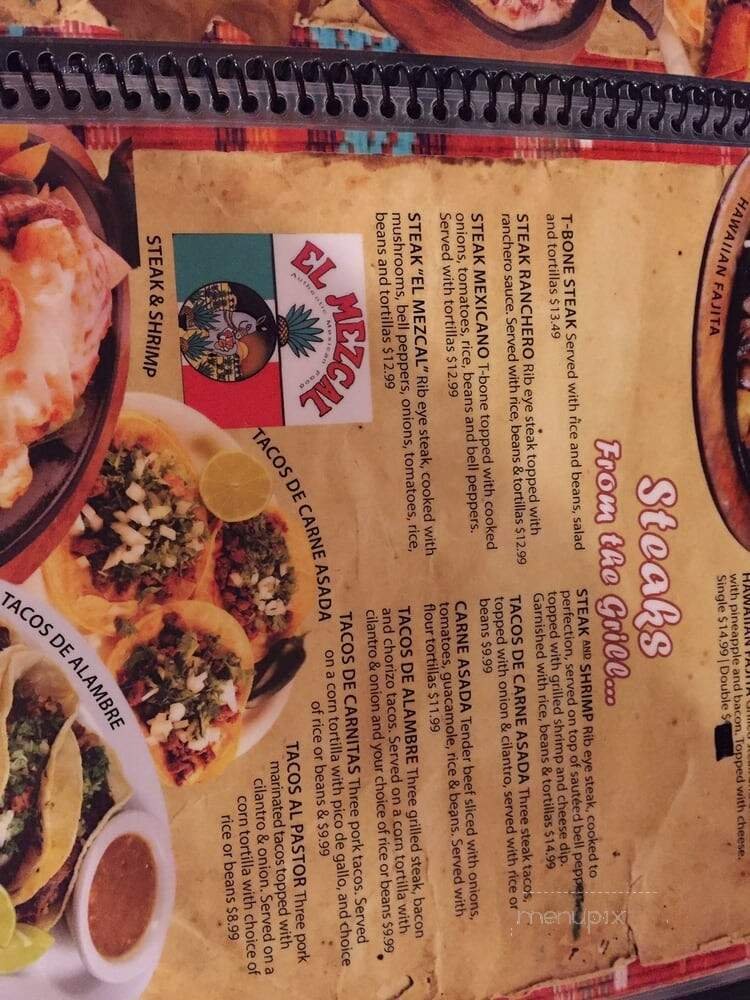 HAWAIIAN FAJITA
with pineapple and bacon. Topped with cheese.
Single $14.99 | Double
Steaks
From the Grill...
T-BONE STEAK Served with rice and beans, salad
and tortillas $13.49
STEAK RANCHERO Rib eye steak topped with
ranchero sauce. Served with rice, beans & tortillas $12.99
STEAK MEXICANO T-bone topped with cooked
onions, tomatoes, rice, beans and bell peppers.
Served with tortillas $12.99
STEAK "EL MEZCAL" Rib eye steak, cooked with
mushrooms, bell peppers, onions, tomatoes, rice,
beans and tortillas $12.99
STEAK AND SHRIMP Rib eye steak, cooked to
perfection, served on top of sautéed bell
topped with grilled shrimp and cheese dip.
Garnished with rice, beans & tortillas $14.99
TACOS DE CARNE ASADA Three steak tacos,
topped with onion & cilantro, served with rice or
beans $9.99
CARNE ASADA Tender beef sliced with onions,
tomatoes, guacamole, rice & beans. Served with
flour tortillas $11.99
TACOS DE ALAMBRE Three grilled steak, bacon
and chorizo tacos. Served on a corn tortilla with
cilantro & onion and your choice of rice or beans $9.99
TACOS DE CARNITAS Three pork tacos. Served
on a corn tortilla with pico de gallo, and choice
of rice or beans & $9.99
TACOS AL PASTOR Three pork
marinated tacos topped with
cilantro & onion. Served on a
corn tortilla with choice of
rice or beans $8.99
EL MEZCAL
Authentic Mexican Food
STEAK & SHRIMP
TACOS DE CARNE ASADA
TACOS DE ALAMBRE
menupix